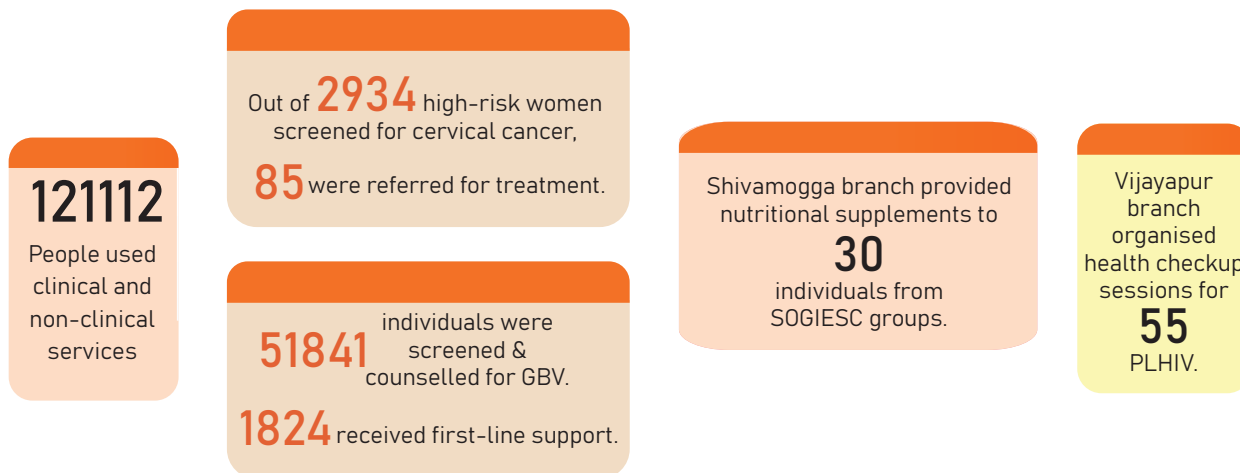 121112
People used
clinical and
non-clinical
services
Out of 2934 high-risk women
screened for cervical cancer,
85 were referred for treatment.
51841 individuals were
screened &
counselled for GBV.
1824 received first-line support.
Shivamogga branch provided
nutritional supplements to
30
individuals from
SOGIESC groups.
Vijayapur
branch
organised
health checkup
sessions for
55
PLHIV.